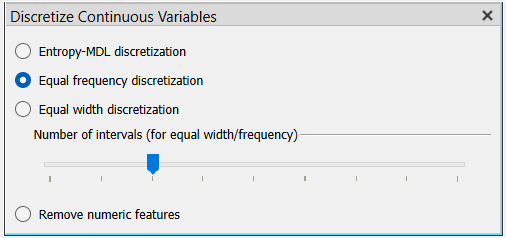 Discretize Continuous Variables
Entropy-MDL discretization
Equal frequency discretization
Equal width discretization
Number of intervals (for equal width/frequency)
Remove numeric features